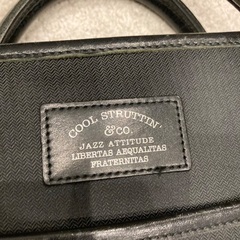 COOL STRUTTIN'
&CO.
JAZZ ATTITUDE
LIBERTAS AEQUALITAS
FRATERNITAS